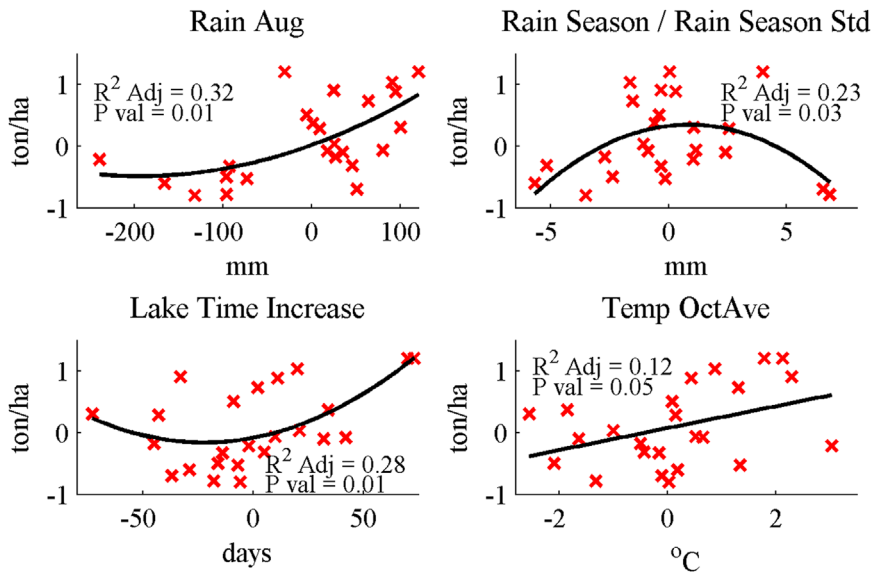 Rain Aug
1
0
-1
ton/ha
R2 Adj = 0.32
P val = 0.01
-200 -100 0 100
mm
Rain Season / Rain Season Std
1
0
-1
ton/ha
R2 Adj = 0.23
P val = 0.03
-5 0 5
mm
Lake Time Increase
1
0
-1
ton/ha
R2 Adj = 0.28
P val = 0.01
-50 0 50
days
Temp OctAve
1
0
-1
ton/ha
R2 Adj = 0.12
P val = 0.05
-2 0 2
oC